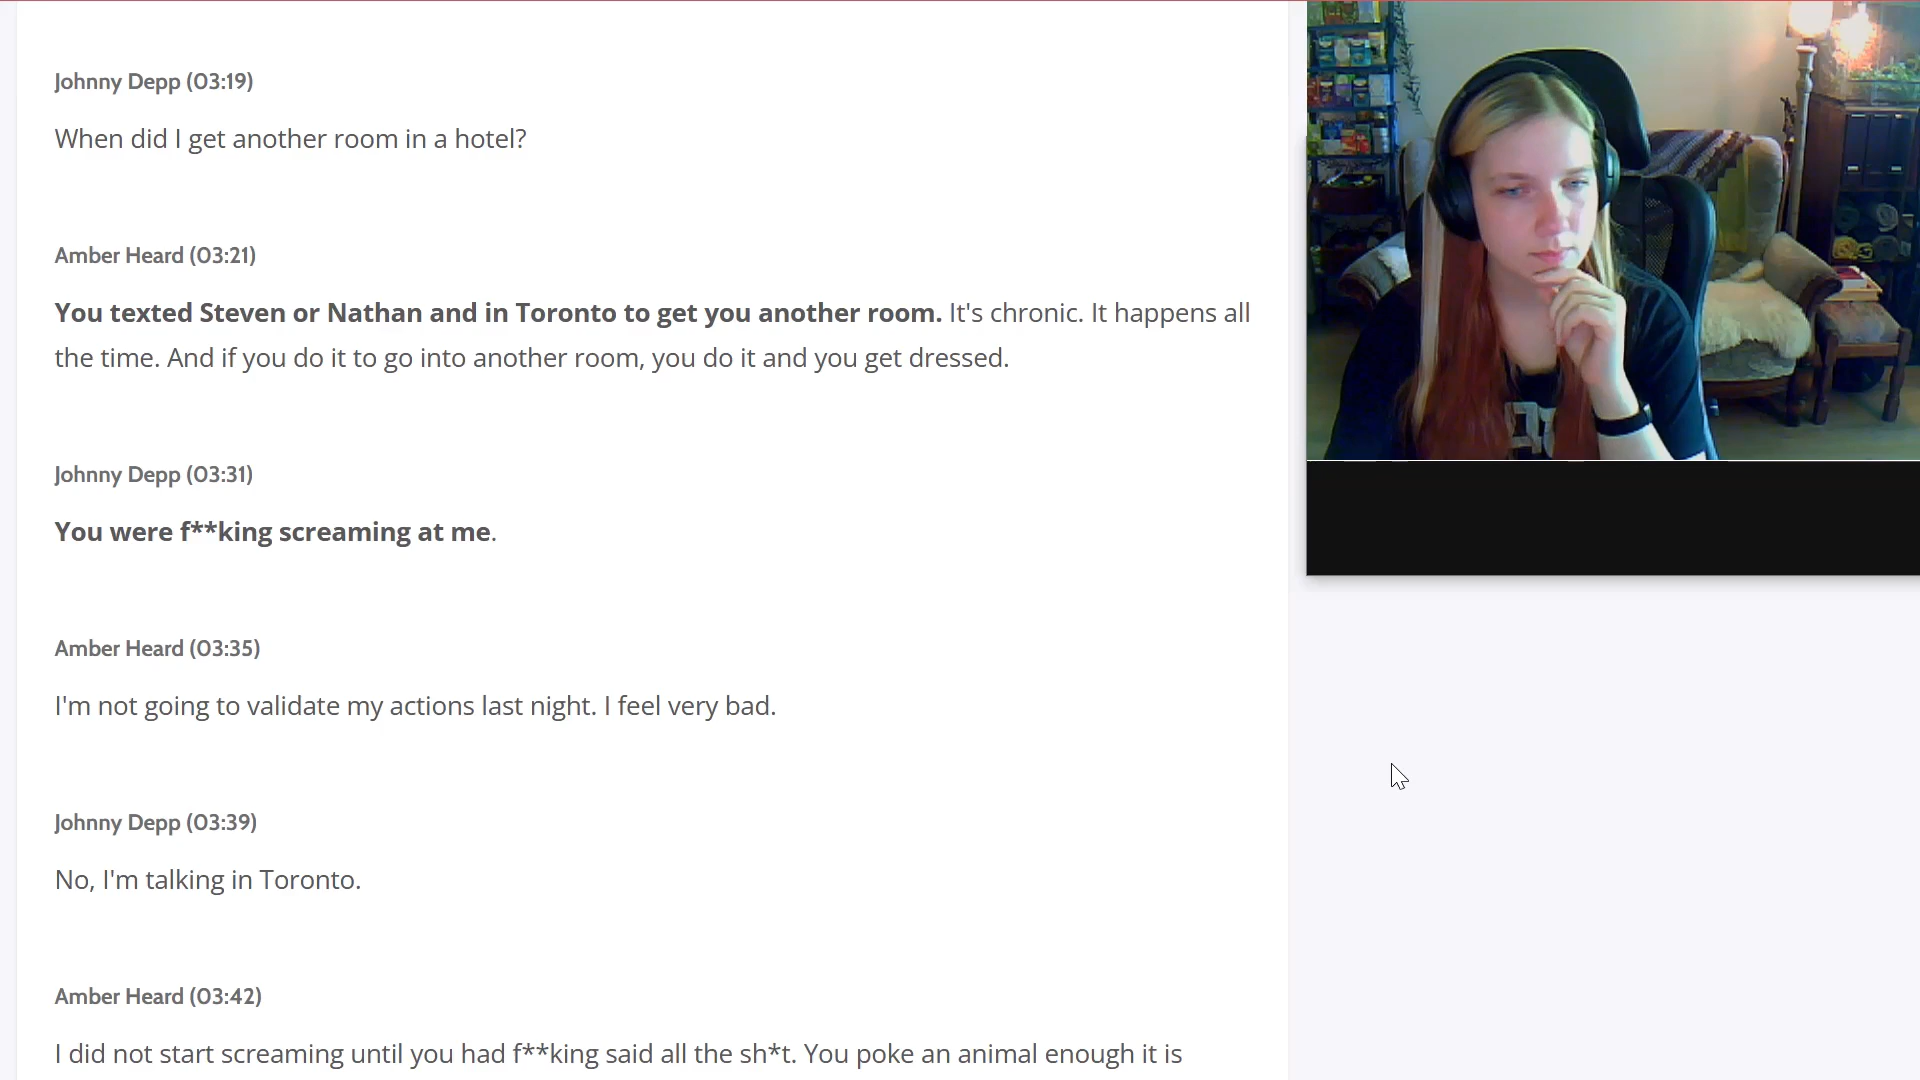 Johnny Depp (03:19)
When did I get another room in a hotel?
Amber Heard (03:21)
You texted Steven or Nathan and in Toronto to get you another room. It's chronic. It happens all
the time. And if you do it to go into another room, you do it and you get dressed.
Johnny Depp (03:31)
You were f**king screaming at me.
Amber Heard (03:35)
I'm not going to validate my actions last night. I feel very bad.
Johnny Depp (03:39)
No, I'm talking in Toronto.
Amber Heard (03:42)
I did not start screaming until you had f**king said all the sh*t. You poke an animal enough it is